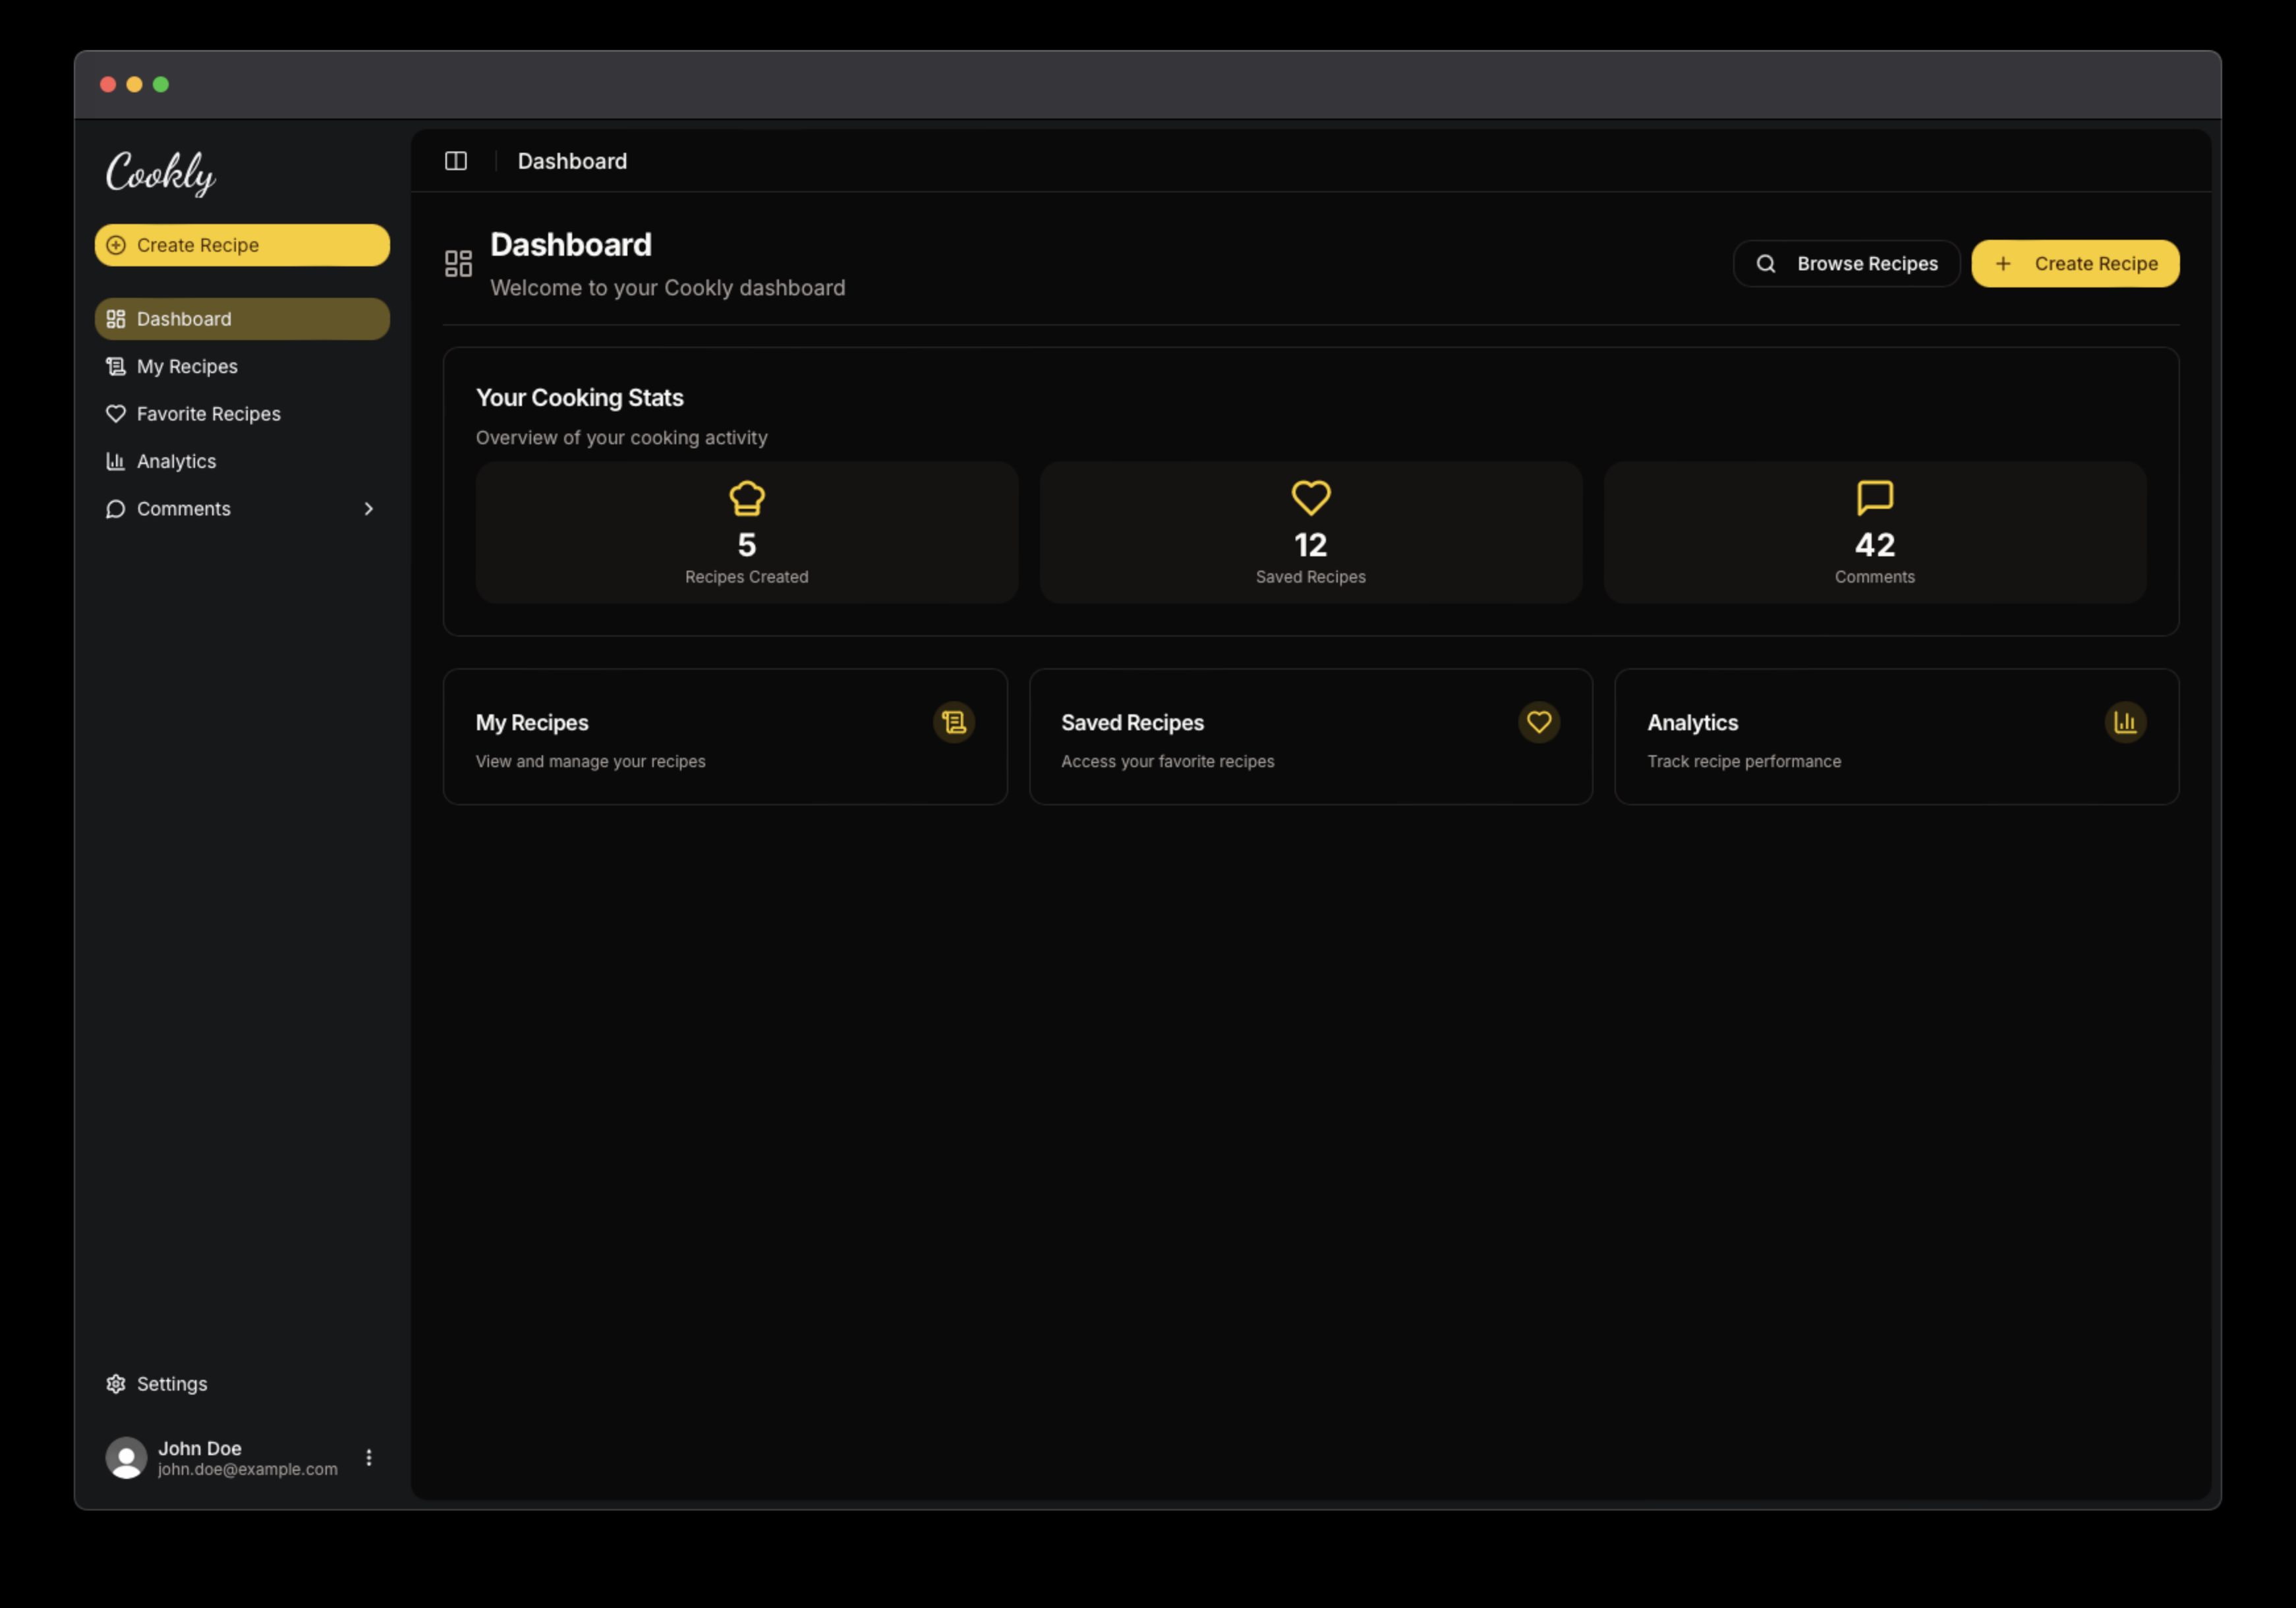 Cookly
Create Recipe
Dashboard
My Recipes
Favorite Recipes
Analytics
Comments
Settings
John Doe
john.doe@example.com
Dashboard
Dashboard
Welcome to your Cookly dashboard
Browse Recipes
Create Recipe
Your Cooking Stats
Overview of your cooking activity
5
Recipes Created
12
Saved Recipes
42
Comments
My Recipes
View and manage your recipes
Saved Recipes
Access your favorite recipes
Analytics
Track recipe performance